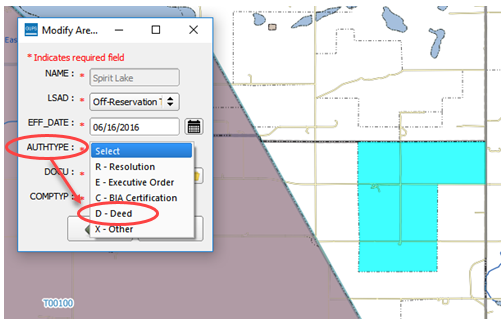 Modify Are...
* Indicates required field
NAME : * Spirit Lake
LSAD : * Off-Reservation
EFF_DATE : * 06/16/2016
AUTHTYPE : *
Select
R - Resolution
E - Executive Order
C - BIA Certification
D - Deed
X - Other
DOCU
COMPTYP :
T00100